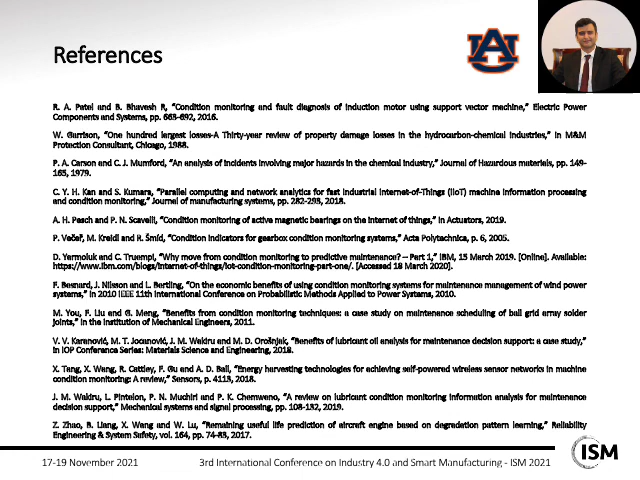 References
R. A. Patel and B. Bhavesh R, “Condition monitoring and fault diagnosis of induction motor using support vector machine,” Electric Power
Components and Systems, pp. 663-692, 2016.
W. Garrison, “One hundred largest losses-A Thirty-year review of property damage losses in the hydrocarbon-chemical industries,” in M&M
Protection Consultant, Chicago, 1988.
P. A. Carson and C. J. Mumford, “An analysis of incidents involving major hazards in the chemical industry,” Journal of Hazardous materials, pp. 149-
165, 1979.
C. Y. H. Kan and S. Kumara, “Parallel computing and network analytics for fast Industrial Internet-of-Things (IIoT) machine information processing
and condition monitoring,” Journal of manufacturing systems, pp. 282-293, 2018.
A. H. Pesch and P. N. Scavelli, “Condition monitoring of active magnetic bearings on the internet of things,” in Actuators, 2019.
P. Večeř, M. Kreidl and R. Šmíd, “Condition indicators for gearbox condition monitoring systems,” Acta Polytechnica, p. 6, 2005.
D. Yermoluk and C. Truempi, “Why move from condition monitoring to predictive maintenance? – Part 1,” IBM, 15 March 2019. [Online]. Available:
https://www.ibm.com/blogs/internet-of-things/iot-condition-monitoring-part-one/. [Accessed 18 March 2020].
F. Besnard, J. Nilsson and L. Bertling, “On the economic benefits of using condition monitoring systems for maintenance management of wind power
systems,” in 2010 IEEE 11th International Conference on Probabilistic Methods Applied to Power Systems, 2010.
M. You, F. Liu and G. Meng, “Benefits from condition monitoring techniques: a case study on maintenance scheduling of ball grid array solder
joints,” in the Institution of Mechanical Engineers, 2011.
V. V. Karanović, M. T. Jocanović, J. M. Wakiru and M. D. Orošnjak, “Benefits of lubricant oil analysis for maintenance decision support: a case study,”
in IOP Conference Series: Materials Science and Engineering, 2018.
X. Tang, X. Wang, R. Cattley, F. Gu and A. D. Ball, “Energy harvesting technologies for achieving self-powered wireless sensor networks in machine
condition monitoring: A review,” Sensors, p. 4113, 2018.
J. M. Wakiru, L. Pintelon, P. N. Muchiri and P. K. Chemweno, “A review on lubricant condition monitoring information analysis for maintenance
decision support,” Mechanical systems and signal processing, pp. 108-132, 2019.
Z. Zhao, B. Liang, X. Wang and W. Lu, “Remaining useful life prediction of aircraft engine based on degradation pattern learning,” Reliability
Engineering & System Safety, vol. 164, pp. 74-83, 2017.
17-19 November 2021
3rd International Conference on Industry 4.0 and Smart Manufacturing - ISM 2021
ISM